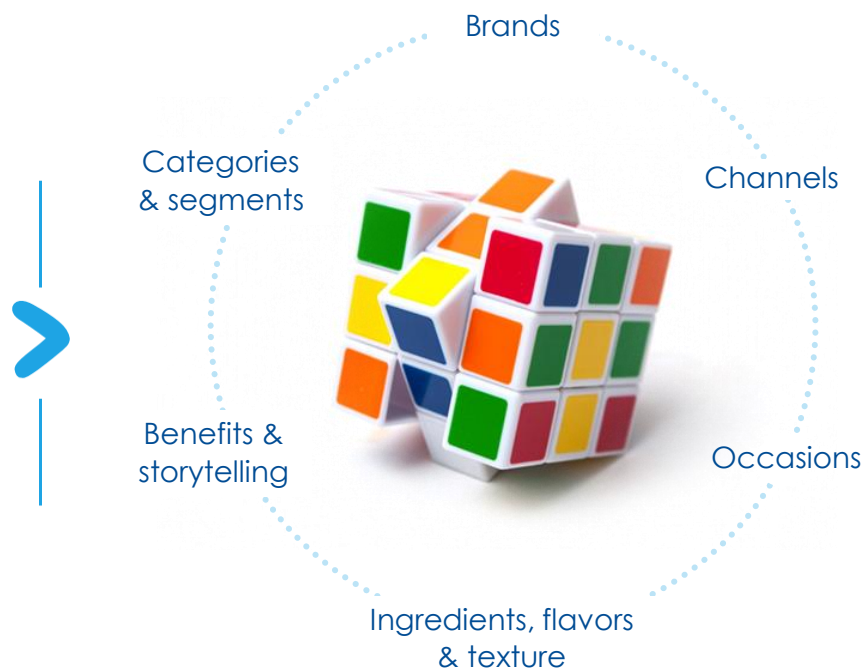 Brands
Categories
& segments
Channels
Benefits &
storytelling
Occasions
Ingredients, flavors
& texture